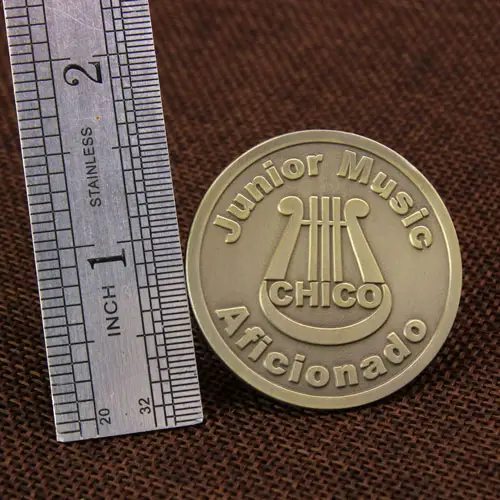 2
STAINLESS
1
INCH
20
32
Junior Music
CHICO
Aficionado